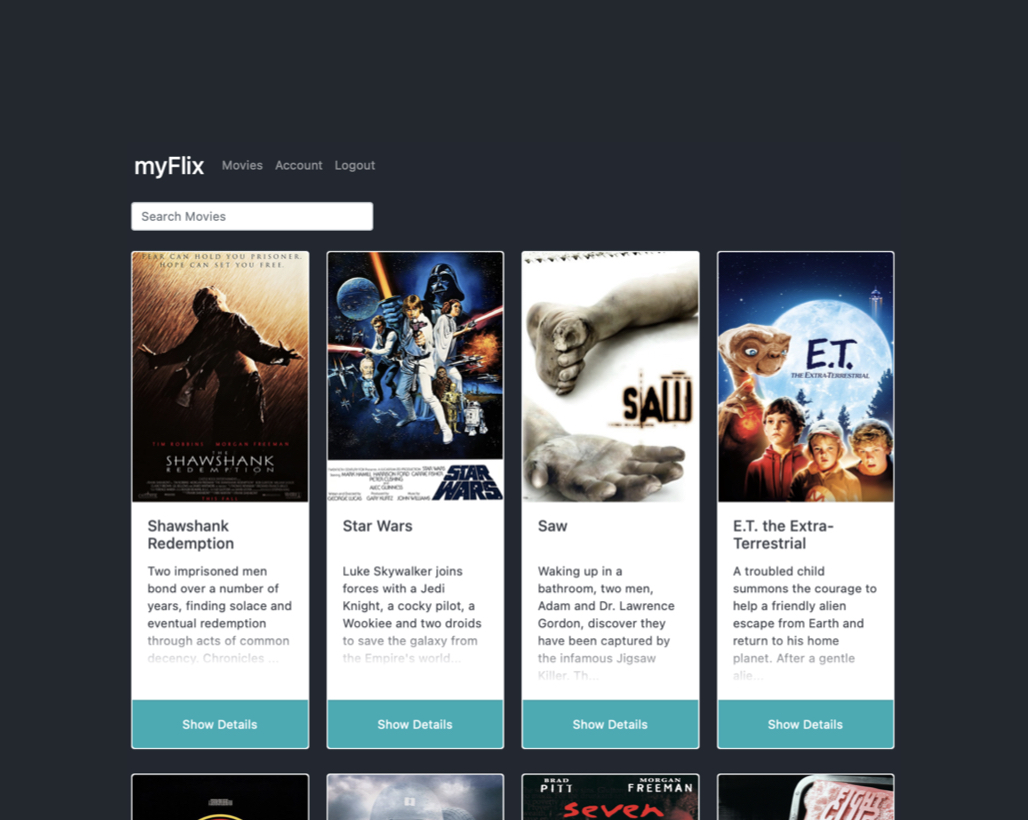 myFlix Movies Account Logout
Search Movies
FEAR CAN HOLD YOU PRISONER.
HOPE CAN SET YOU FREE.
TIM ROBBINS MORGAN FREEMAN
THE
SHAWSHANK
REDEMPTION
THIS FALL
STAR
WARS
SAW
E.T.
THE EXTRA-TERRESTRIAL
Shawshank
Redemption
Two imprisoned men
bond over a number of
years, finding solace and
eventual redemption
through acts of common
decency. Chronicles ...
Show Details
Star Wars
Luke Skywalker joins
forces with a Jedi
Knight, a cocky pilot, a
Wookiee and two droids
to save the galaxy from
the Empire's world...
Show Details
Saw
Waking up in a
bathroom, two men,
Adam and Dr. Lawrence
Gordon, discover they
have been captured by
the infamous Jigsaw
Killer. Th...
Show Details
E.T. the Extra-
Terrestrial
A troubled child
summons the courage to
help a friendly alien
escape from Earth and
return to his home
planet. After a gentle
alie...
Show Details
BRAD PITT MORGAN FREEMAN
seven
FIGHT
CLUB